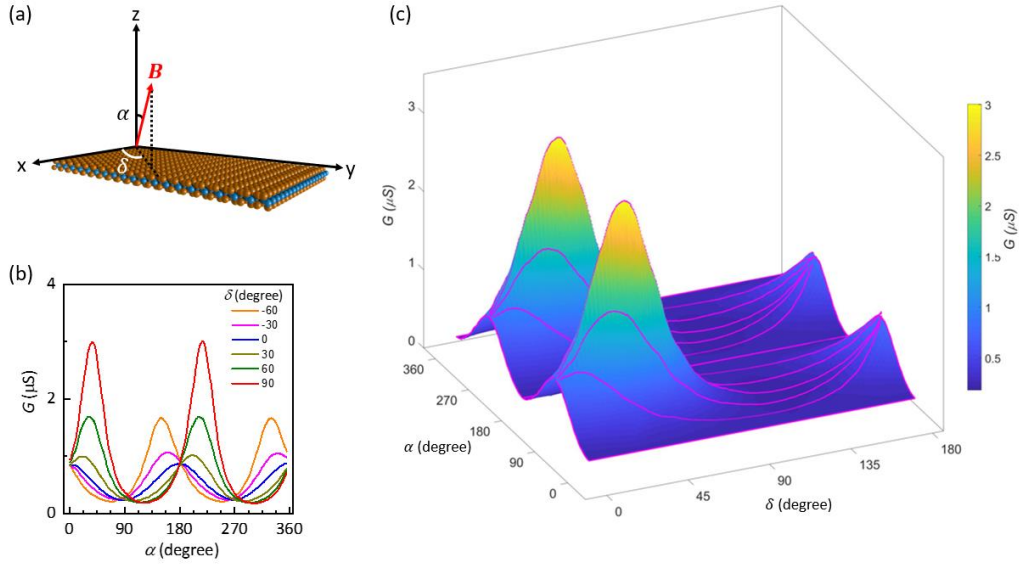 (a)
z
B
α
x
δ
y
(b)
4
2
0
G (μS)
δ (degree)
-60
-30
0
30
60
90
0 90 180 270 360
α (degree)
(c)
3
2
1
0
G (μS)
360
270
180
90
0
α (degree)
0
45
90
135
180
δ (degree)
3
2.5
2
1.5
1
0.5
G (μS)